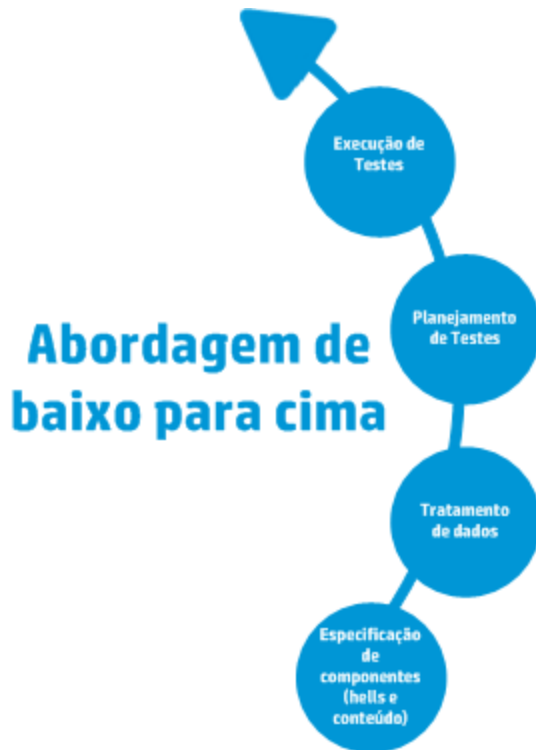 Execução de
Testes
Planejamento
de Testes
Abordagem de
baixo para cima
Tratamento
de dados
Especificação
de
componentes
(hells e
conteúdo)